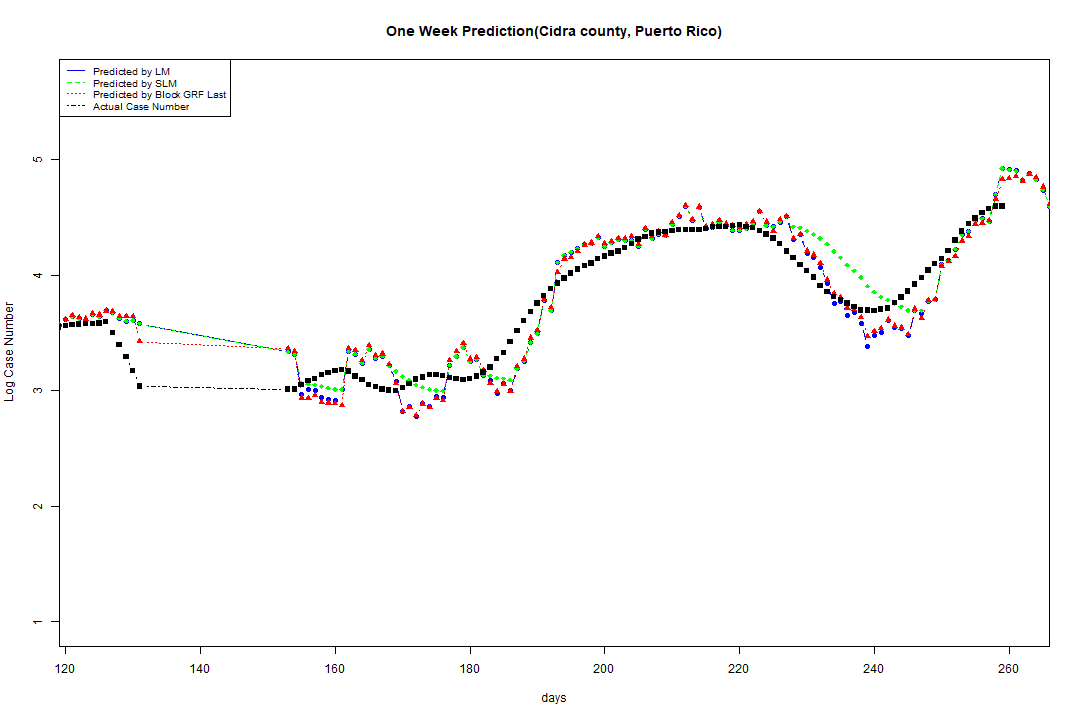 One Week Prediction(Cidra county, Puerto Rico)
Predicted by LM
Predicted by SLM
Predicted by Block GRF Last
Actual Case Number
5
4
3
2
1
Log Case Number
120 140 160 180 200 220 240 260
days